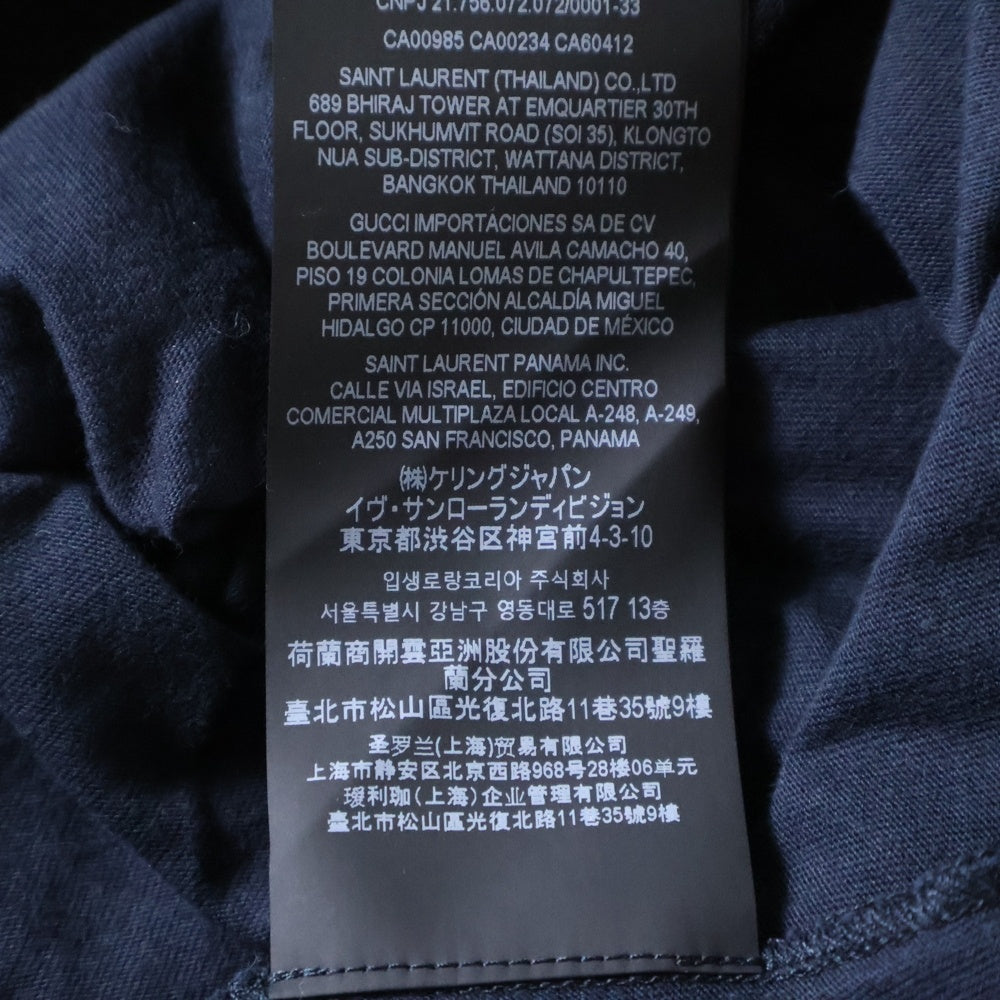 CNPJ 21.756.072.072/0001-33
CA00985 CA00234 CA60412
SAINT LAURENT (THAILAND) CO.,LTD
689 BHIRAJ TOWER AT EMQUARTIER 30TH
FLOOR, SUKHUMVIT ROAD (SOI 35), KLONGTO
NUA SUB-DISTRICT, WATTANA DISTRICT,
BANGKOK THAILAND 10110
GUCCI IMPORTACIONES SA DE CV
BOULEVARD MANUEL AVILA CAMACHO 40,
PISO 19 COLONIA LOMAS DE CHAPULTEPEC,
PRIMERA SECCIÓN ALCALDÍA MIGUEL
HIDALGO CP 11000, CIUDAD DE MÉXICO
SAINT LAURENT PANAMA INC.
CALLE VIA ISRAEL, EDIFICIO CENTRO
COMERCIAL MULTIPLAZA LOCAL A-248, A-249,
A250 SAN FRANCISCO, PANAMA
㈱ケリングジャパン
イヴ・サンローランディビジョン
東京都渋谷区神宮前4-3-10
입생로랑코리아 주식회사
서울특별시 강남구 영동대로 517 13층
荷蘭商開雲亞洲股份有限公司聖羅
蘭分公司
臺北市松山區光復北路11巷35號9樓
圣罗兰(上海)贸易有限公司
上海市静安区北京西路968号28楼06单元
瑷利珈(上海)企业管理有限公司
臺北市松山區光復北路11巷35號9樓